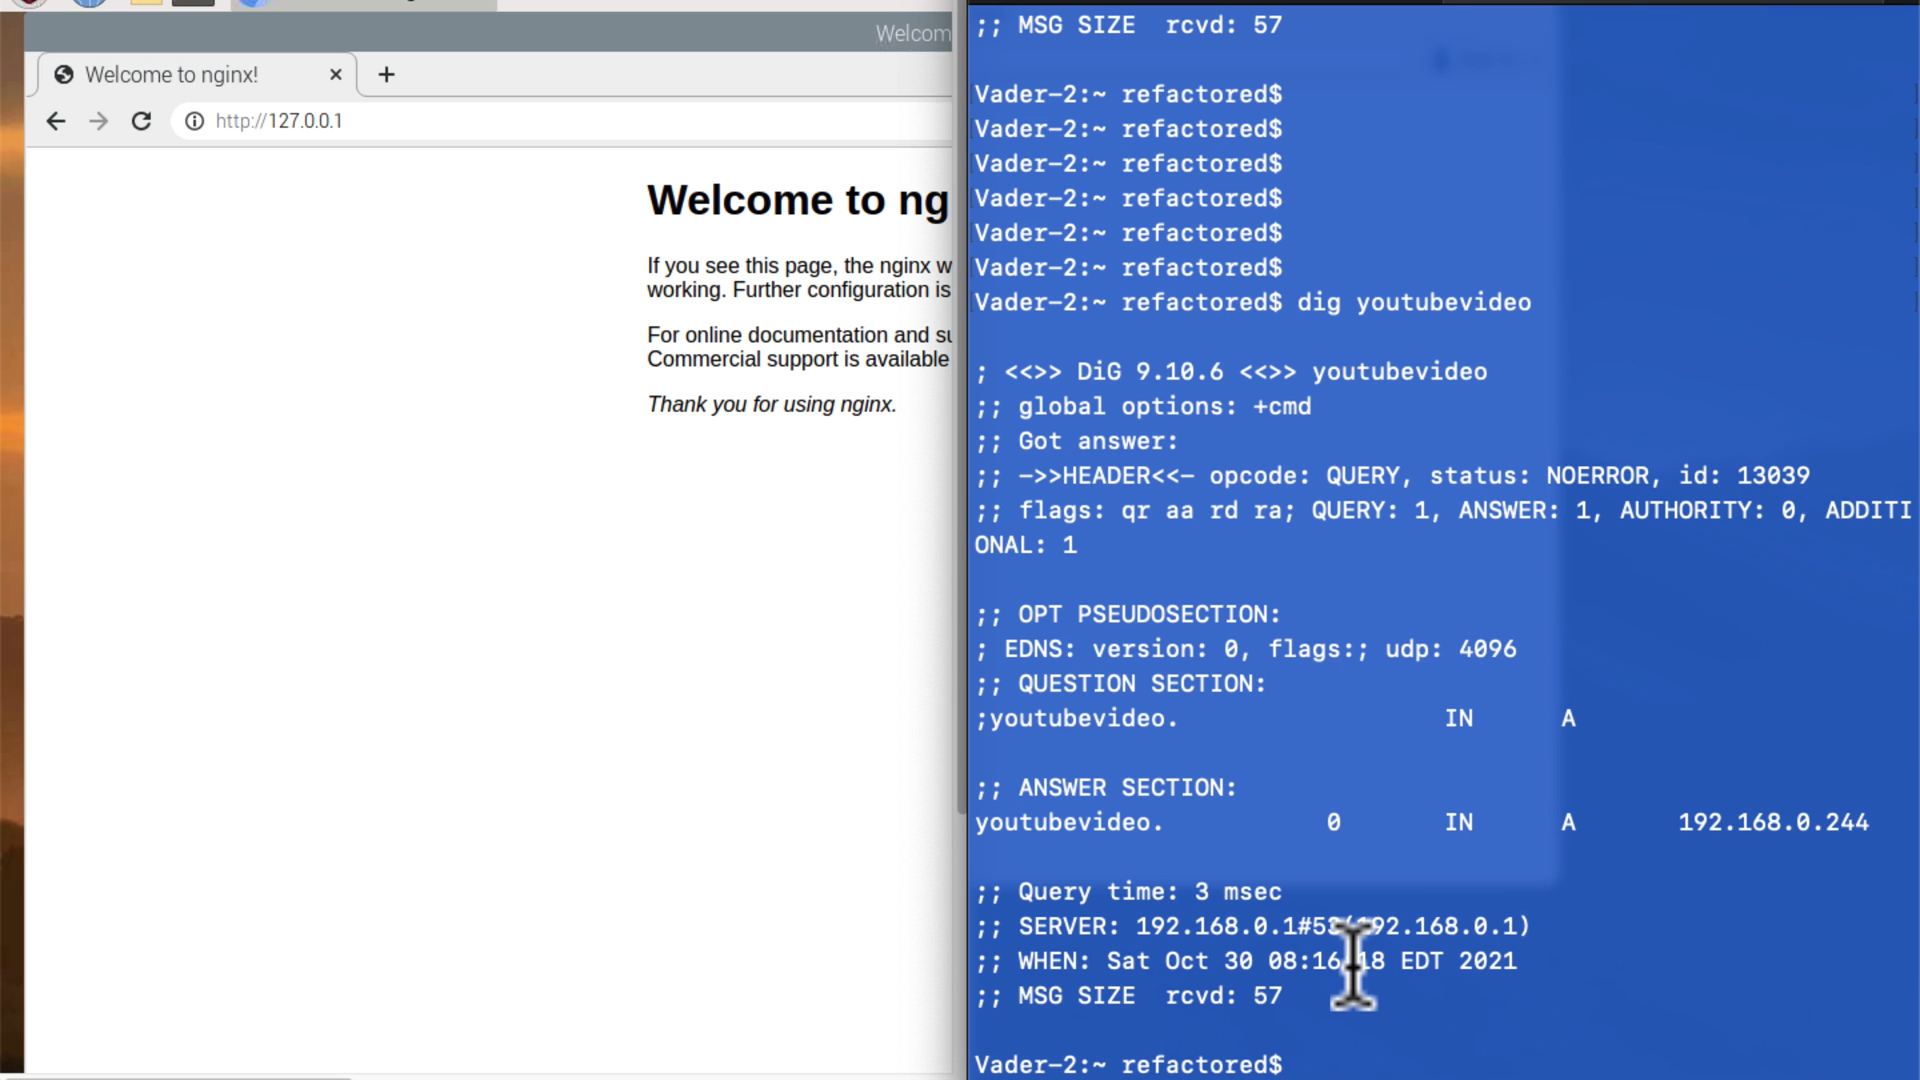 Welcom
Welcome to nginx!
http://127.0.0.1
Welcome to ng
If you see this page, the nginx w
working. Further configuration is
For online documentation and su
Commercial support is available
Thank you for using nginx.
;; MSG SIZE  rcvd: 57
Vader-2:~ refactored$
Vader-2:~ refactored$
Vader-2:~ refactored$
Vader-2:~ refactored$
Vader-2:~ refactored$
Vader-2:~ refactored$
Vader-2:~ refactored$ dig youtubevideo
; <<>> DiG 9.10.6 <<>> youtubevideo
;; global options: +cmd
;; Got answer:
;; ->>HEADER<<- opcode: QUERY, status: NOERROR, id: 13039
;; flags: qr aa rd ra; QUERY: 1, ANSWER: 1, AUTHORITY: 0, ADDITI
ONAL: 1
;; OPT PSEUDOSECTION:
; EDNS: version: 0, flags:; udp: 4096
;; QUESTION SECTION:
;youtubevideo. IN A
;; ANSWER SECTION:
youtubevideo. 0 IN A 192.168.0.244
;; Query time: 3 msec
;; SERVER: 192.168.0.1#53(192.168.0.1)
;; WHEN: Sat Oct 30 08:16:18 EDT 2021
;; MSG SIZE  rcvd: 57
Vader-2:~ refactored$